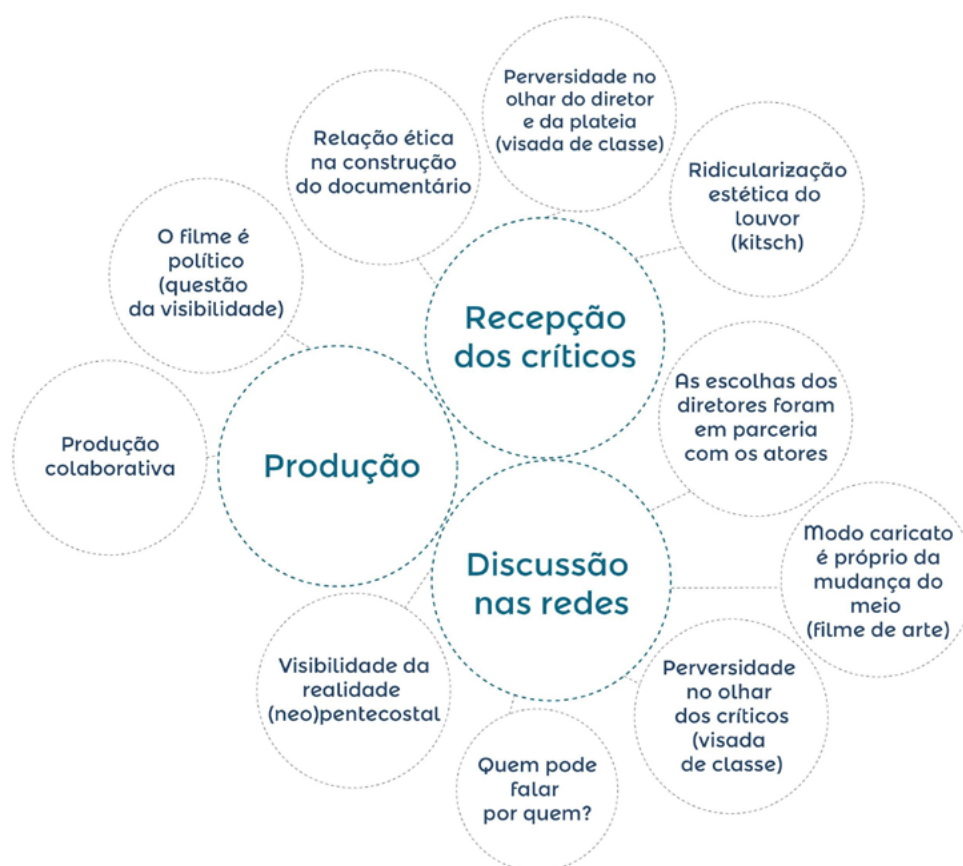 Perversidade no
olhar do diretor
e da plateia
(visada de classe)
Relação ética
na construção
do documentário
Ridicularização
estética do
louvor
(kitsch)
O filme é
político
(questão
da visibilidade)
Recepção
dos críticos
As escolhas dos
diretores foram
em parceria
com os atores
Produção
colaborativa
Produção
Discussão
nas redes
Modo caricato
é próprio da
mudança do
meio
(filme de arte)
Visibilidade da
realidade
(neo)pentecostal
Perversidade
no olhar
dos críticos
(visada
de classe)
Quem pode
falar
por quem?